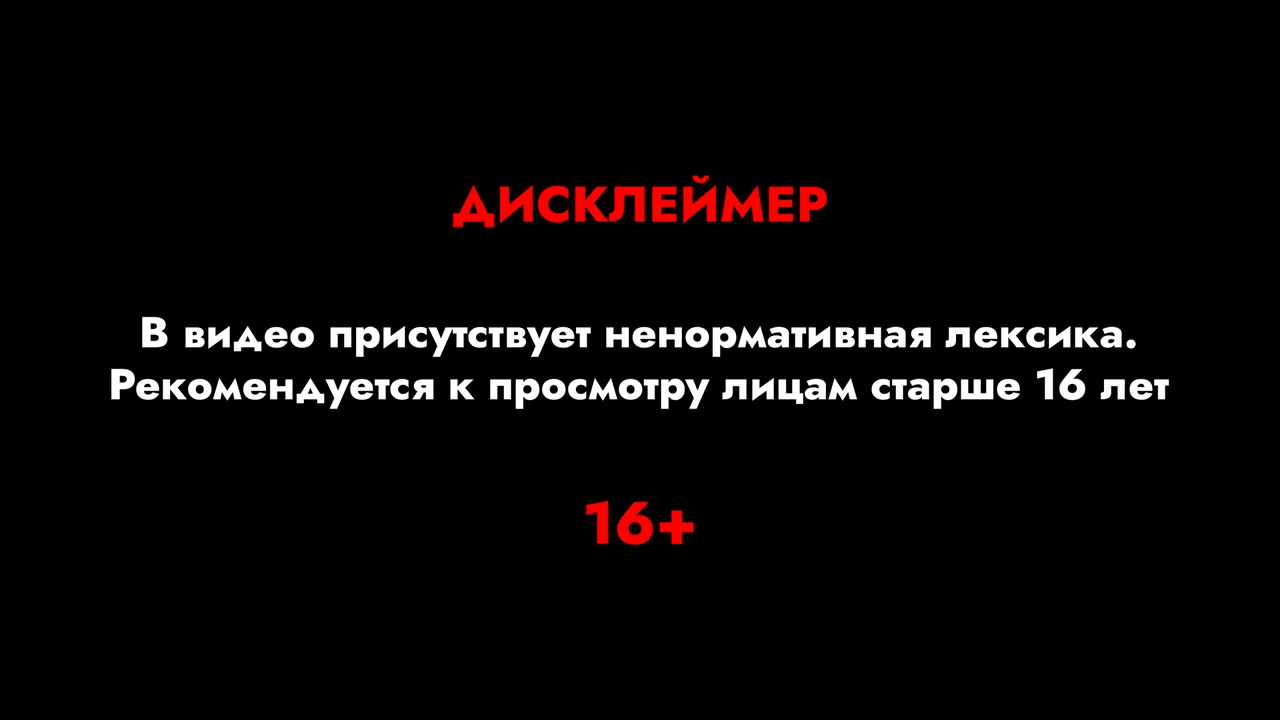 ДИСКЛЕЙМЕР
В видео присутствует ненормативная лексика.
Рекомендуется к просмотру лицам старше 16 лет
16+